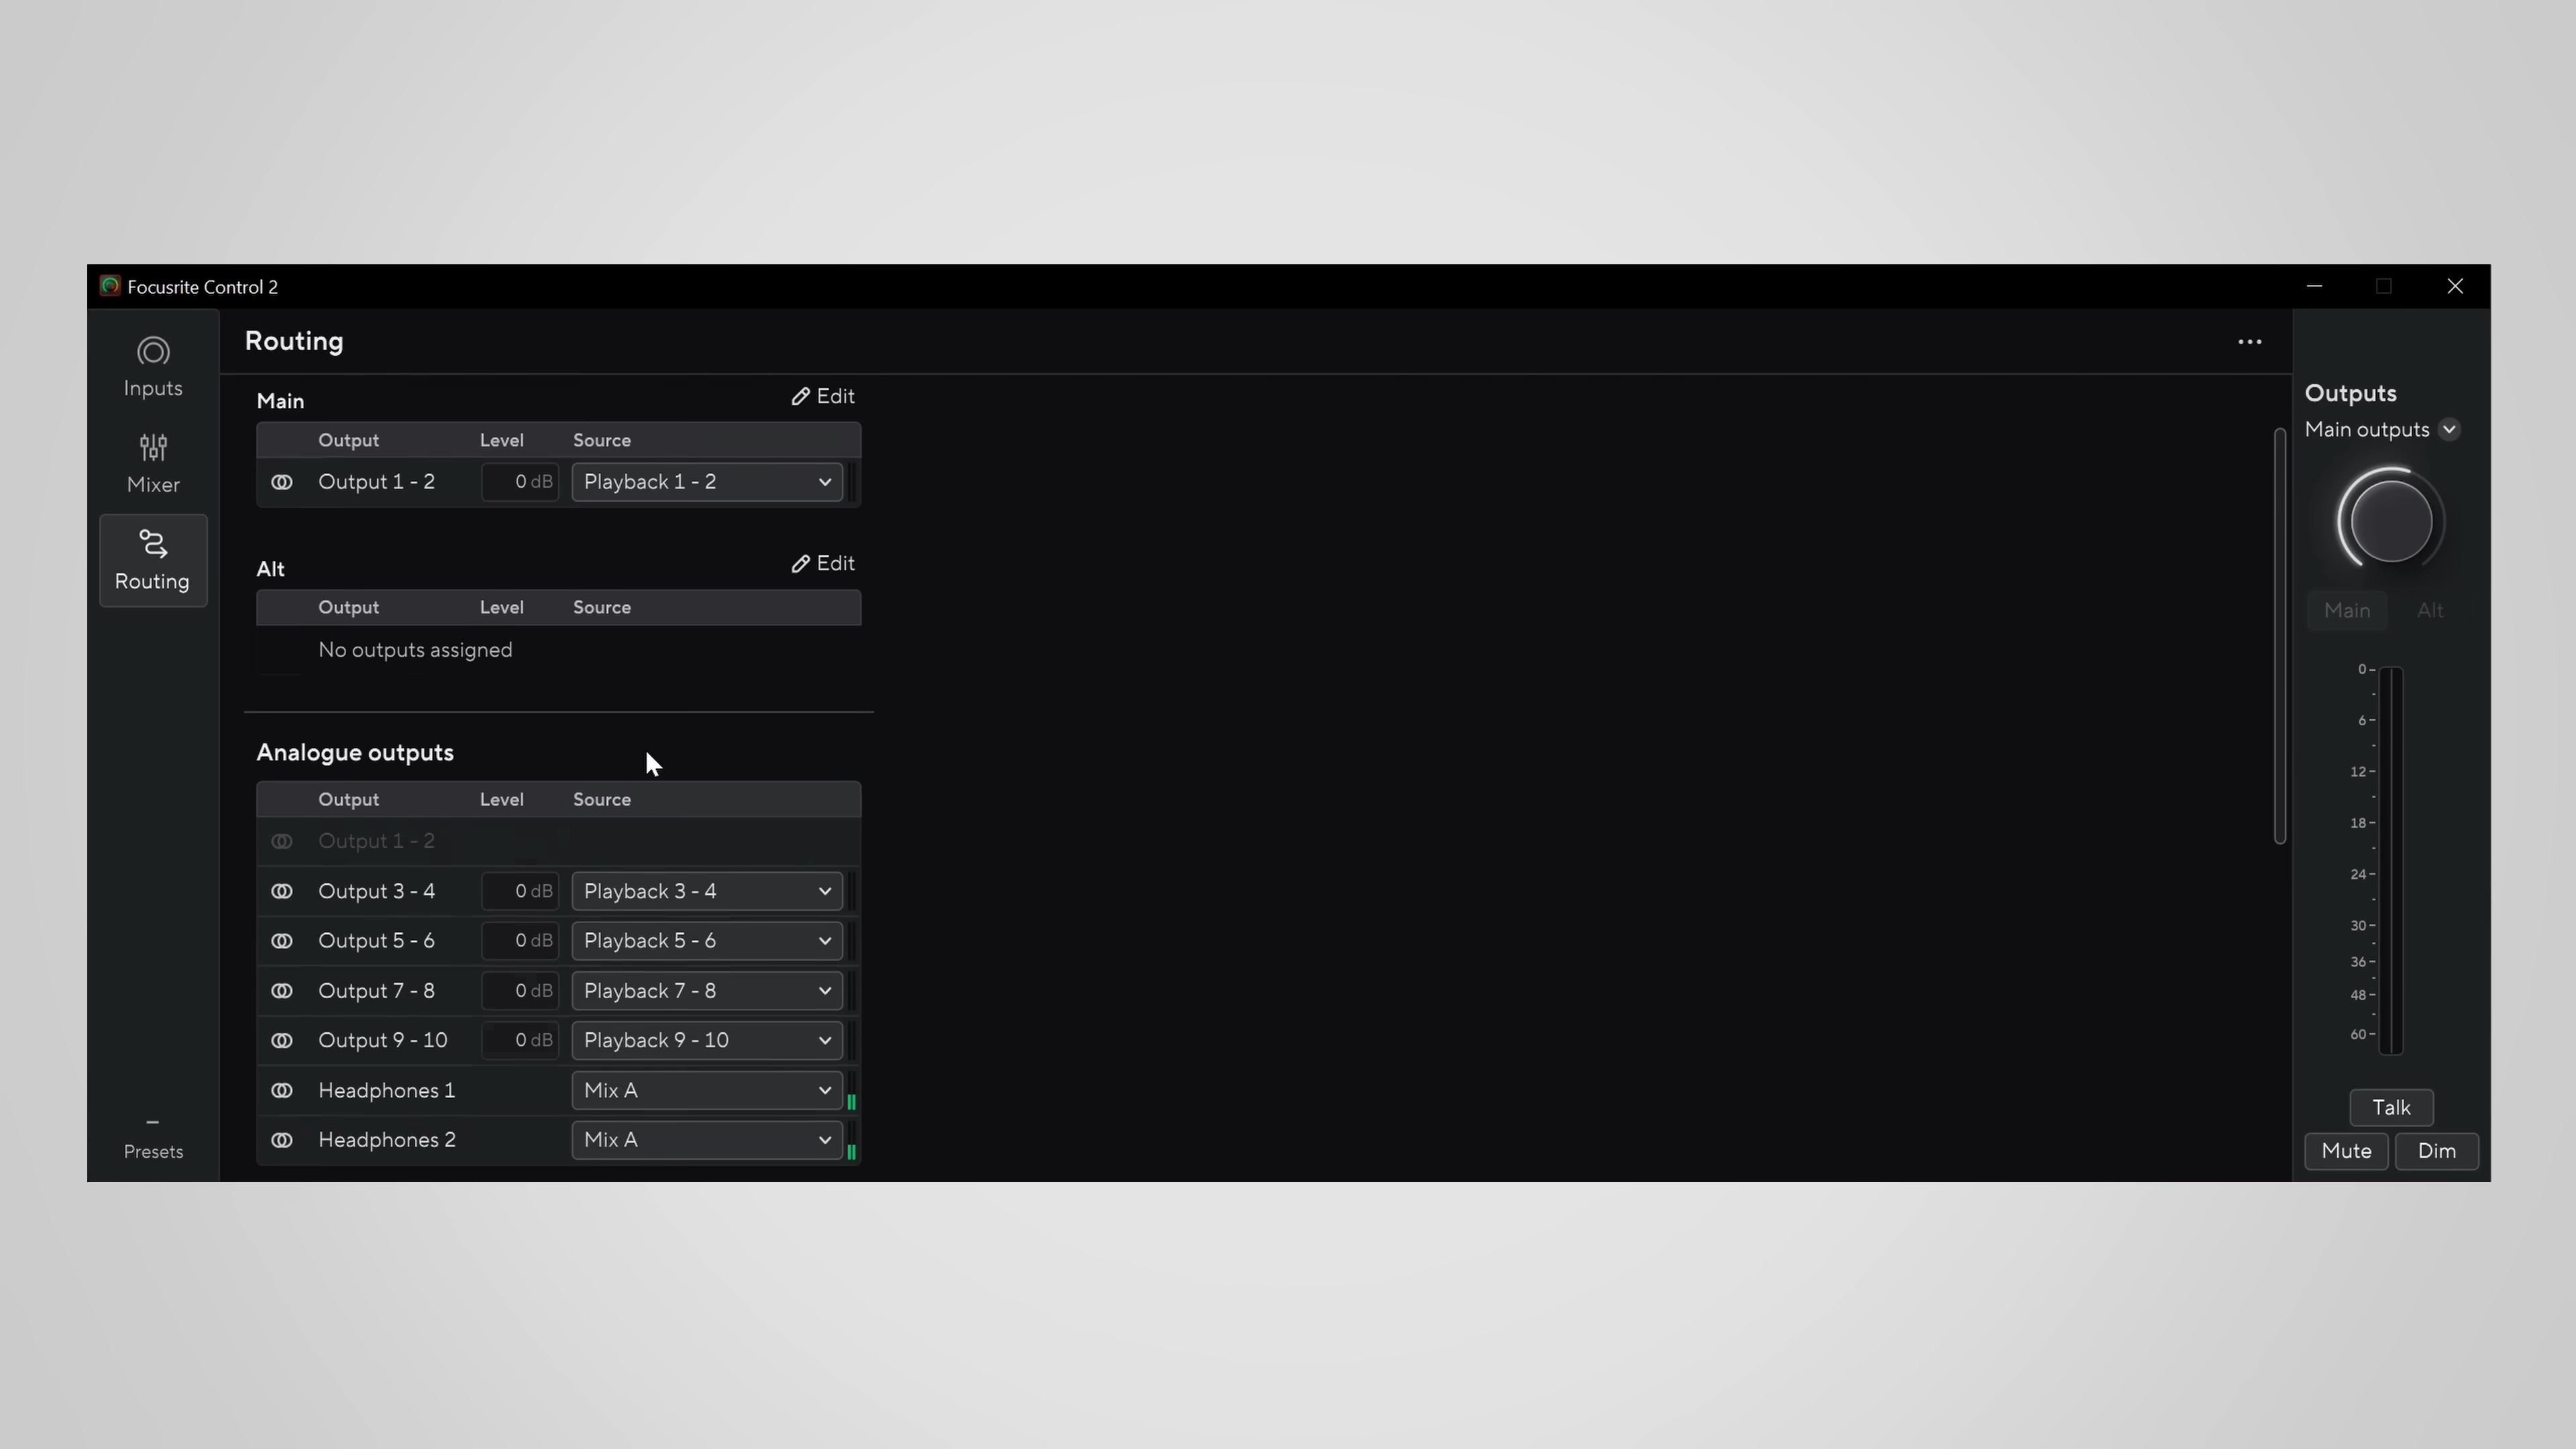 Focusrite Control 2
Inputs
Mixer
Routing
Presets
Routing
Main
Edit
Output Level Source
Output 1 - 2 0 dB Playback 1 - 2
Alt
Edit
Output Level Source
No outputs assigned
Analogue outputs
Output Level Source
Output 1 - 2
Output 3 - 4 0 dB Playback 3 - 4
Output 5 - 6 0 dB Playback 5 - 6
Output 7 - 8 0 dB Playback 7 - 8
Output 9 - 10 0 dB Playback 9 - 10
Headphones 1 Mix A
Headphones 2 Mix A
Outputs
Main outputs
Main Alt
0
6
12
18
24
30
36
48
60
Talk
Mute Dim